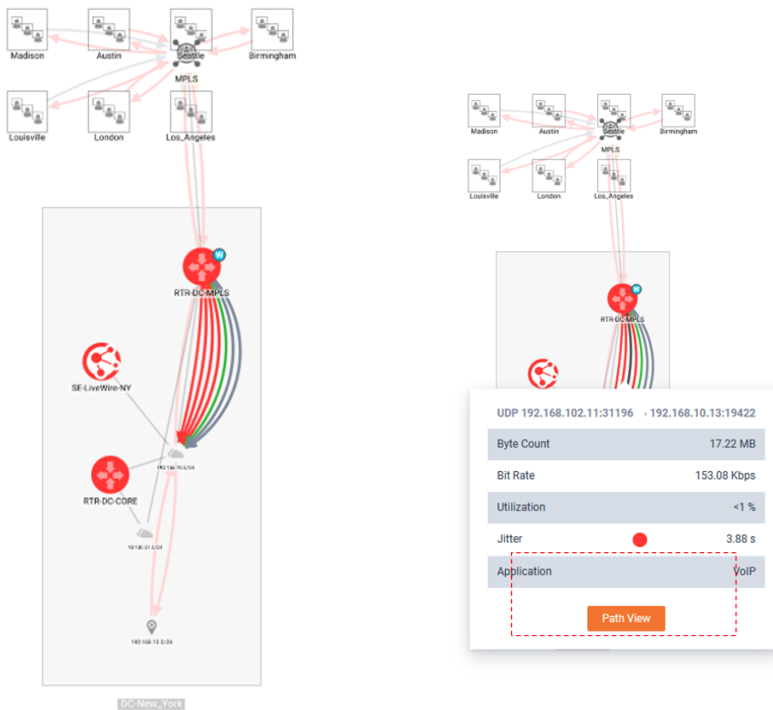 Madison
Austin
Seattle
Birmingham
MPLS
Louisville
London
Los_Angeles
W
RTR-DC-MPLS
SE-LiveWire-NY
RTR-DC-CORE
DC-New_York
Madison
Austin
Seattle
Birmingham
MPLS
Louisville
London
Los_Angeles
W
RTR-DC-MPLS
UDP 192.168.102.11:31196 › 192.168.10.13:19422
Byte Count 17.22 MB
Bit Rate 153.08 Kbps
Utilization <1 %
Jitter 3.88 s
Application VoIP
Path View